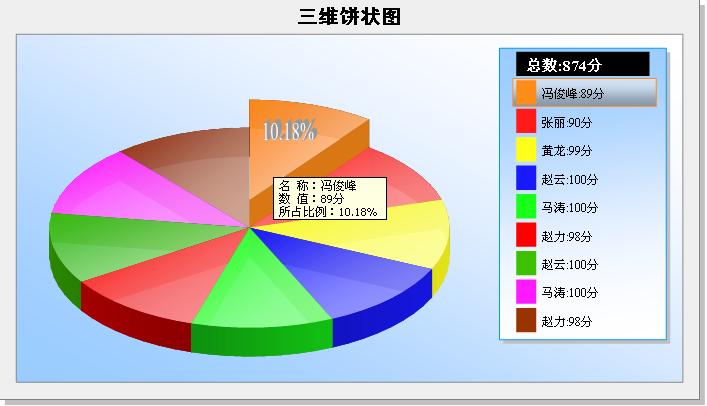 三维饼状图
总数:874分
冯俊峰:89分
张丽:90分
黄龙:99分
赵云:100分
马涛:100分
赵力:98分
赵云:100分
马涛:100分
赵力:98分
10.18%
名 称：冯俊峰
数 值：89分
所占比例：10.18%